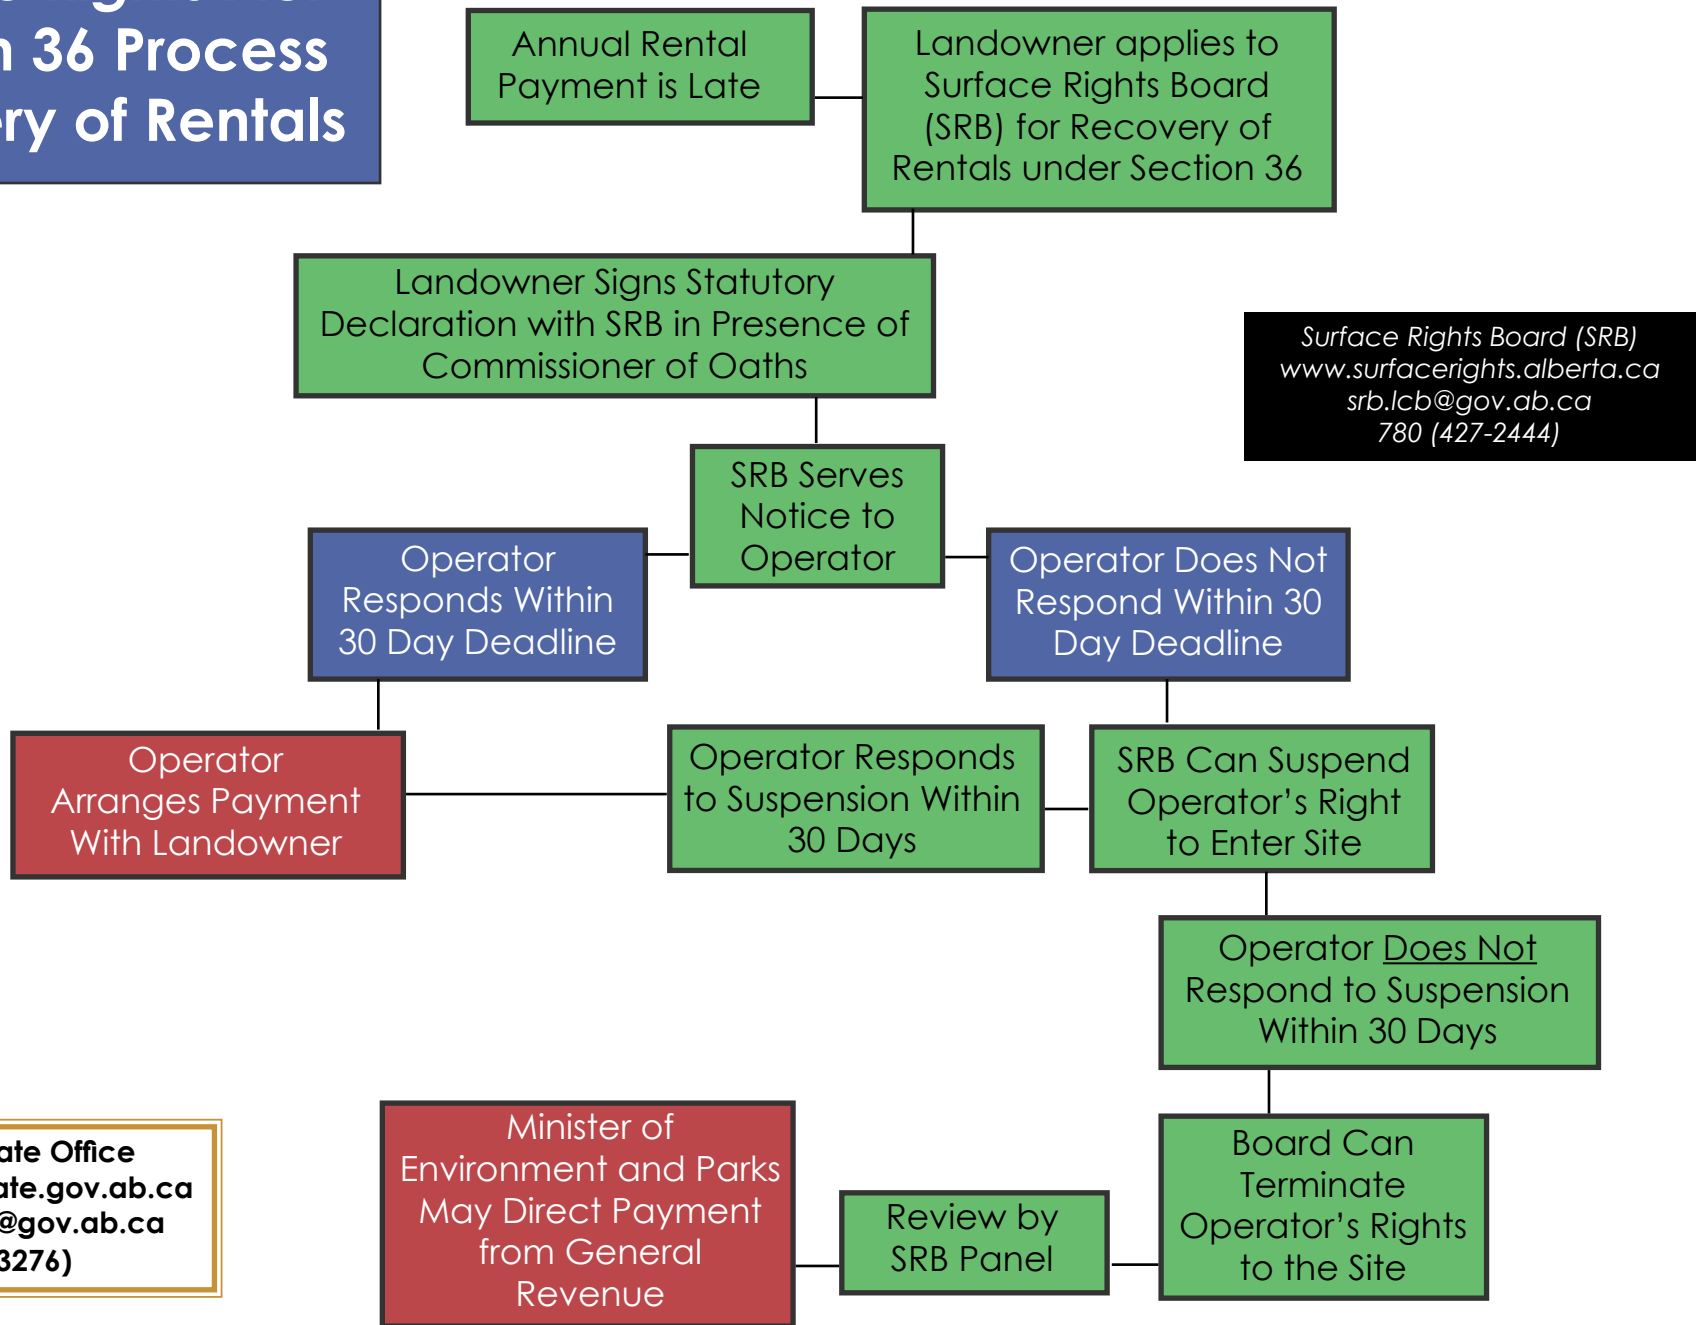 36 Process
of Rentals
Annual Rental
Payment is Late
Landowner applies to
Surface Rights Board
(SRB) for Recovery of
Rentals under Section 36
Landowner Signs Statutory
Declaration with SRB in Presence of
Commissioner of Oaths
Surface Rights Board (SRB)
www.surfacerights.alberta.ca
srb.lcb@gov.ab.ca
780 (427-2444)
SRB Serves
Notice to
Operator
Operator
Responds Within
30 Day Deadline
Operator Does Not
Respond Within 30
Day Deadline
Operator
Arranges Payment
With Landowner
Operator Responds
to Suspension Within
30 Days
SRB Can Suspend
Operator’s Right
to Enter Site
Operator Does Not
Respond to Suspension
Within 30 Days
Board Can
Terminate
Operator’s Rights
to the Site
Review by
SRB Panel
Minister of
Environment and Parks
May Direct Payment
from General
Revenue
Office
ate.gov.ab.ca
@gov.ab.ca
3276)